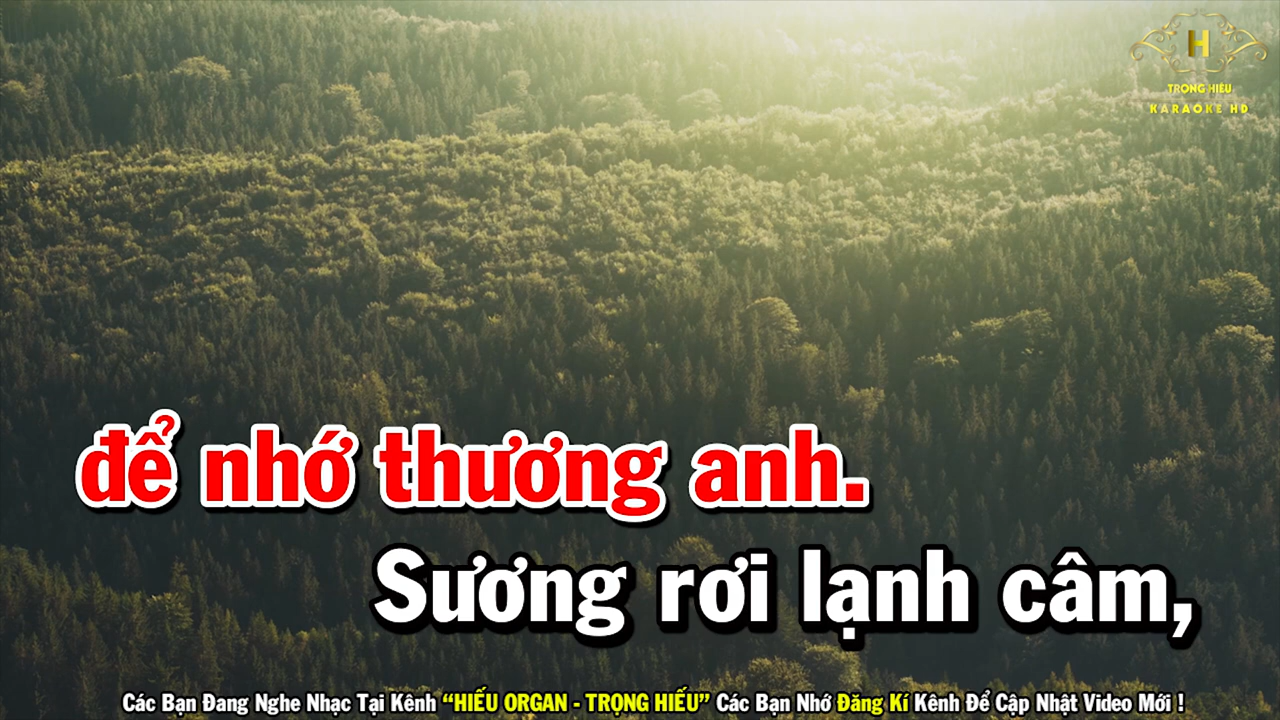 H
TRỌNG HIẾU
KARAOKE HD
để nhớ thương anh.
Sương rơi lạnh câm,
Các Bạn Đang Nghe Nhạc Tại Kênh “HIẾU ORGAN - TRỌNG HIẾU” Các Bạn Nhớ Đăng Kí Kênh Để Cập Nhật Video Mới !